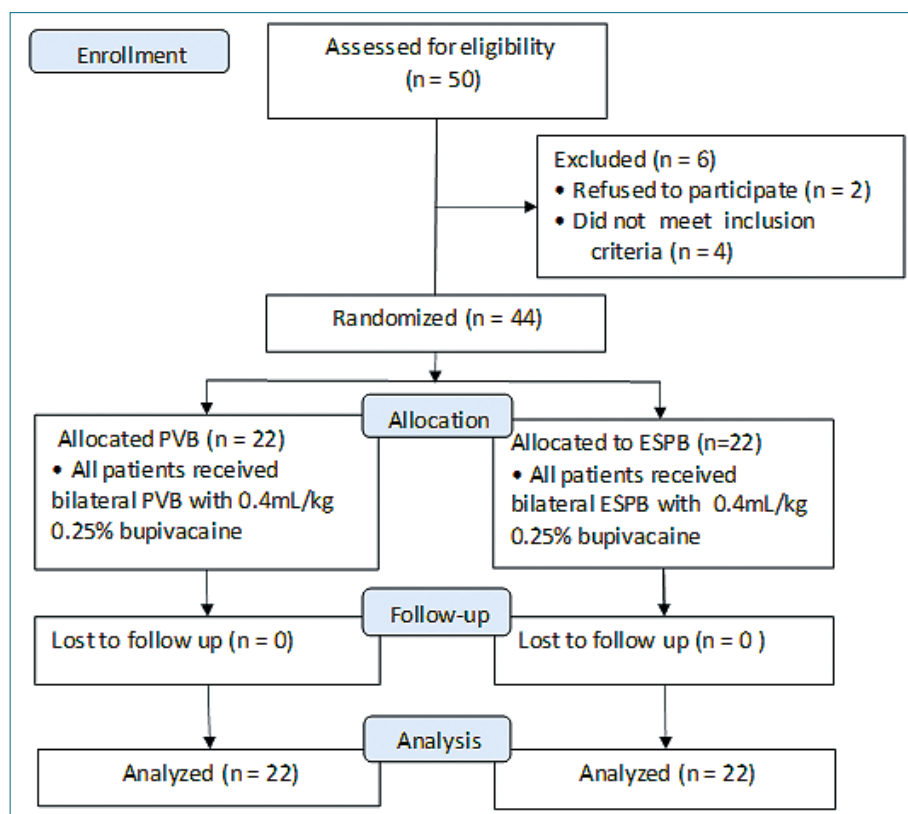 Enrollment
Assessed for eligibility
(n = 50)
Excluded (n = 6)
• Refused to participate (n = 2)
• Did not meet inclusion
criteria (n = 4)
Randomized (n = 44)
Allocation
Allocated PVB (n = 22)
• All patients received
bilateral PVB with 0.4mL/kg
0.25% bupivacaine
Allocated to ESPB (n=22)
• All patients received
bilateral ESPB with 0.4mL/kg
0.25% bupivacaine
Follow-up
Lost to follow up (n = 0)
Lost to follow up (n = 0 )
Analysis
Analyzed (n = 22)
Analyzed (n = 22)